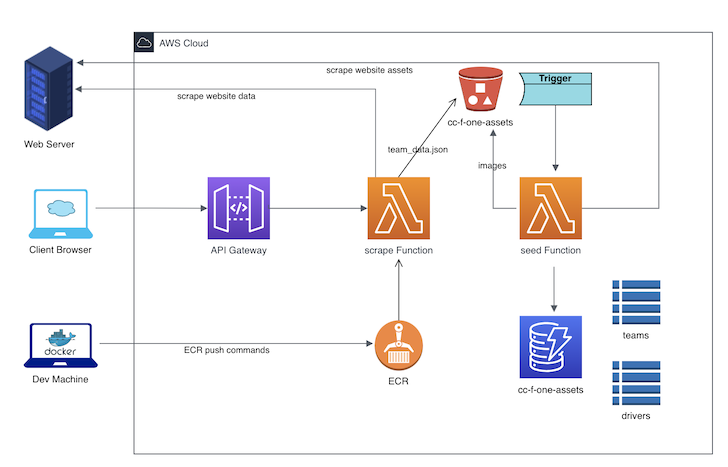 AWS Cloud
scrape website assets
Trigger
scrape website data
cc-f-one-assets
Web Server
team_data.json
images
</>
Client Browser
API Gateway
scrape Function
seed Function
docker
ECR push commands
teams
Dev Machine
ECR
cc-f-one-assets
drivers